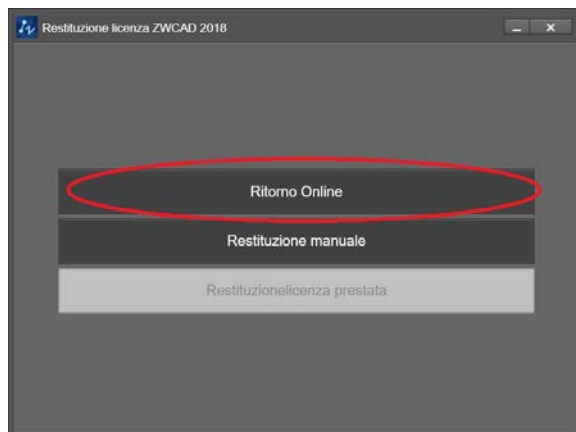 Restituzione licenza ZWCAD 2018
Ritorno Online
Restituzione manuale
Restituzionelicenza prestata